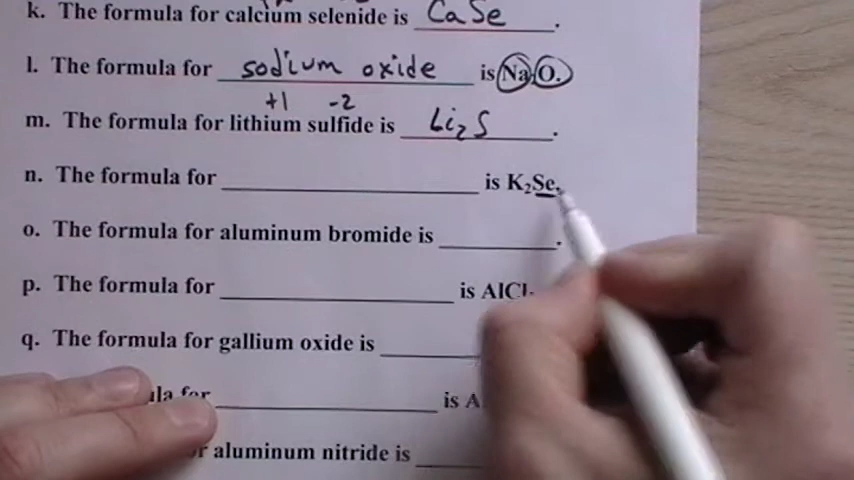 k. The formula for calcium selenide is CaSe.
l. The formula for sodium oxide is Na2O.
+1 -2
m. The formula for lithium sulfide is Li2S.
n. The formula for is K₂Se.
o. The formula for aluminum bromide is .
p. The formula for is AlCl
q. The formula for gallium oxide is
for is A
aluminum nitride is